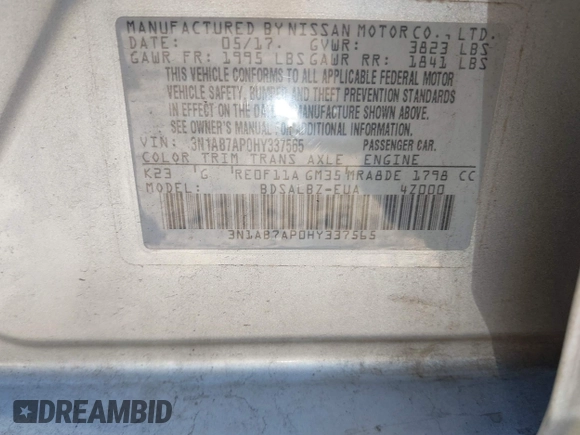 MANUFACTURED BY NISSAN MOTOR CO., LTD.
DATE: 05/17. GVWR: 3823 LBS
GAWR FR: 1995 LBS GAWR RR: 1841 LBS
THIS VEHICLE CONFORMS TO ALL APPLICABLE FEDERAL MOTOR
VEHICLE SAFETY, BUMPER AND THEFT PREVENTION STANDARDS
IN EFFECT ON THE DATE OF MANUFACTURE SHOWN ABOVE.
SEE OWNER'S MANUAL FOR ADDITIONAL INFORMATION.
VIN: 3N1AB7AP0HY337565 PASSENGER CAR.
COLOR TRIM TRANS AXLE ENGINE
K23 G RE0F11A GM35 MRA8DE 1798 CC
MODEL: BDSALBZ-EUA 4Z000
3N1AB7AP0HY337565
DREAMBID